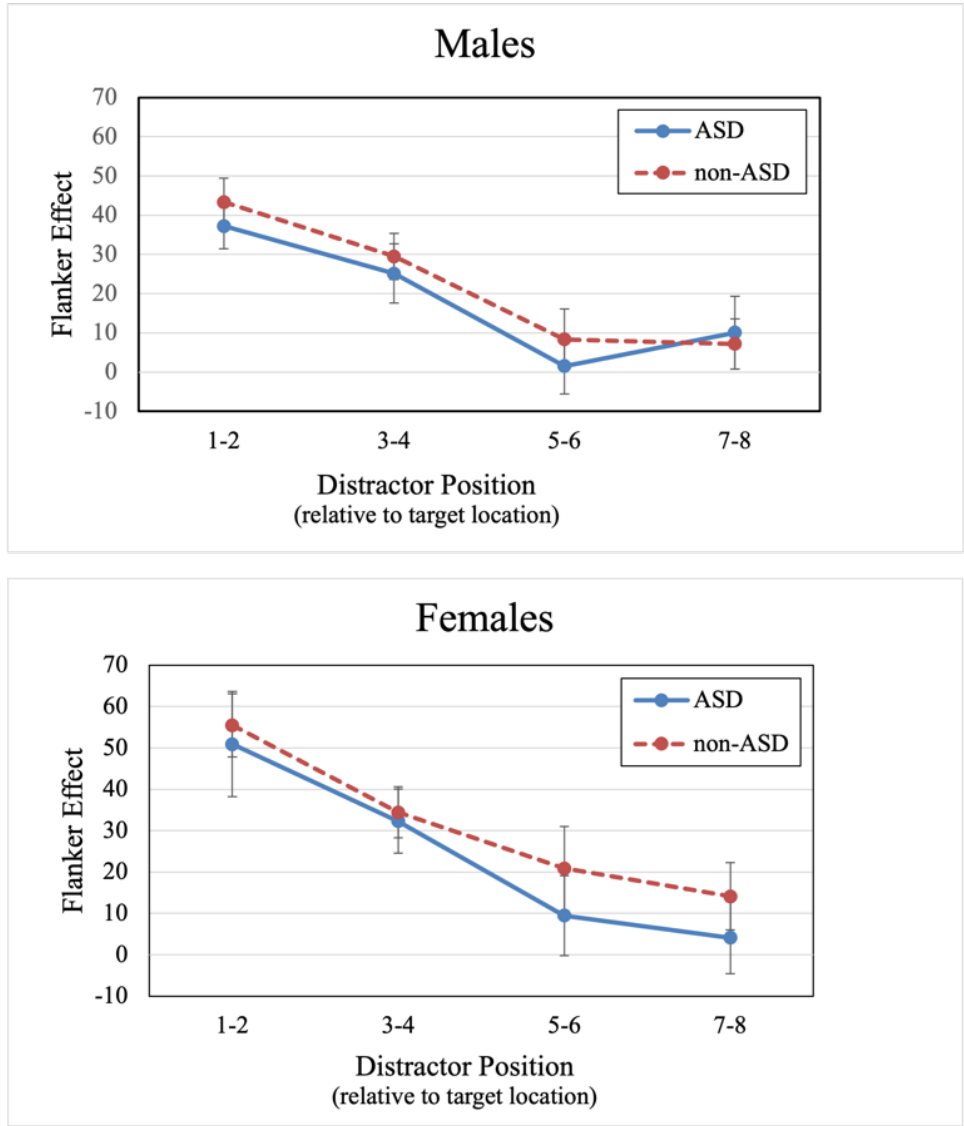 Males
70
60
50
40
30
20
10
0
-10
Flanker Effect
ASD
non-ASD
1-2 3-4 5-6 7-8
Distractor Position
(relative to target location)
Females
70
60
50
40
30
20
10
0
-10
Flanker Effect
ASD
non-ASD
1-2 3-4 5-6 7-8
Distractor Position
(relative to target location)